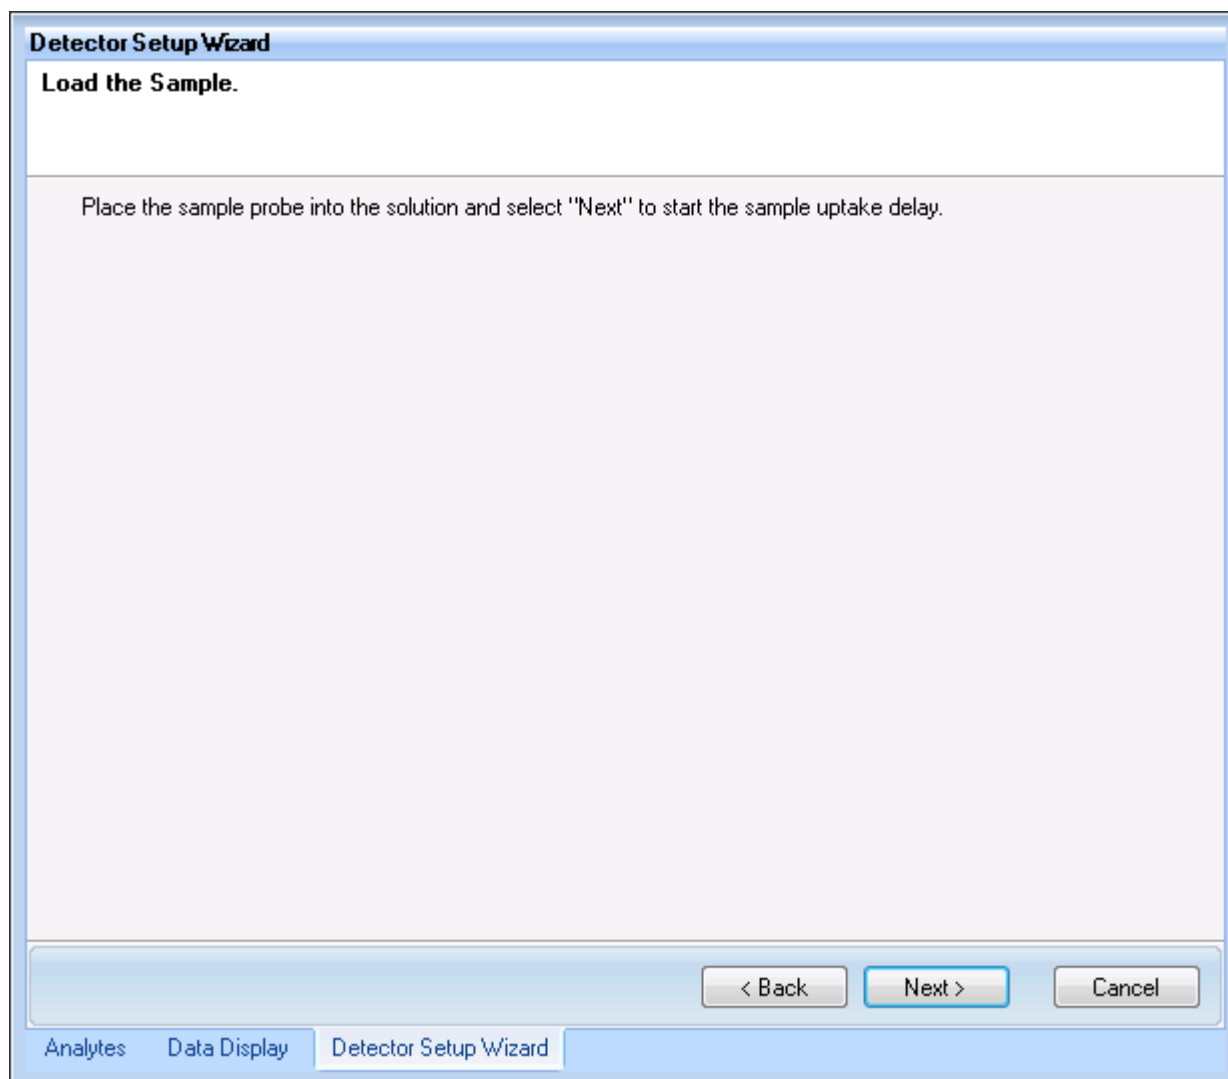 Detector Setup Wizard
Load the Sample.
Place the sample probe into the solution and select "Next" to start the sample uptake delay.
< Back Next > Cancel
Analytes Data Display Detector Setup Wizard